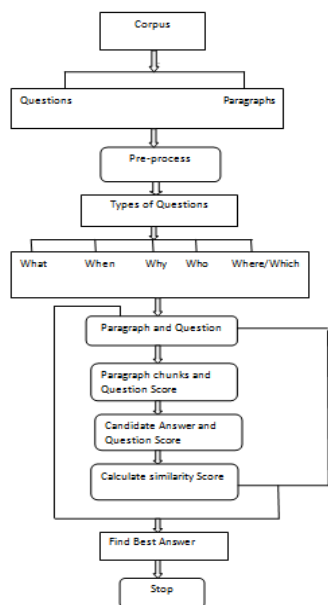 Corpus
Questions Paragraphs
Pre-process
Types of Questions
What When Why Who Where/Which
Paragraph and Question
Paragraph chunks and
Question Score
Candidate Answer and
Question Score
Calculate similarity Score
Find Best Answer
Stop